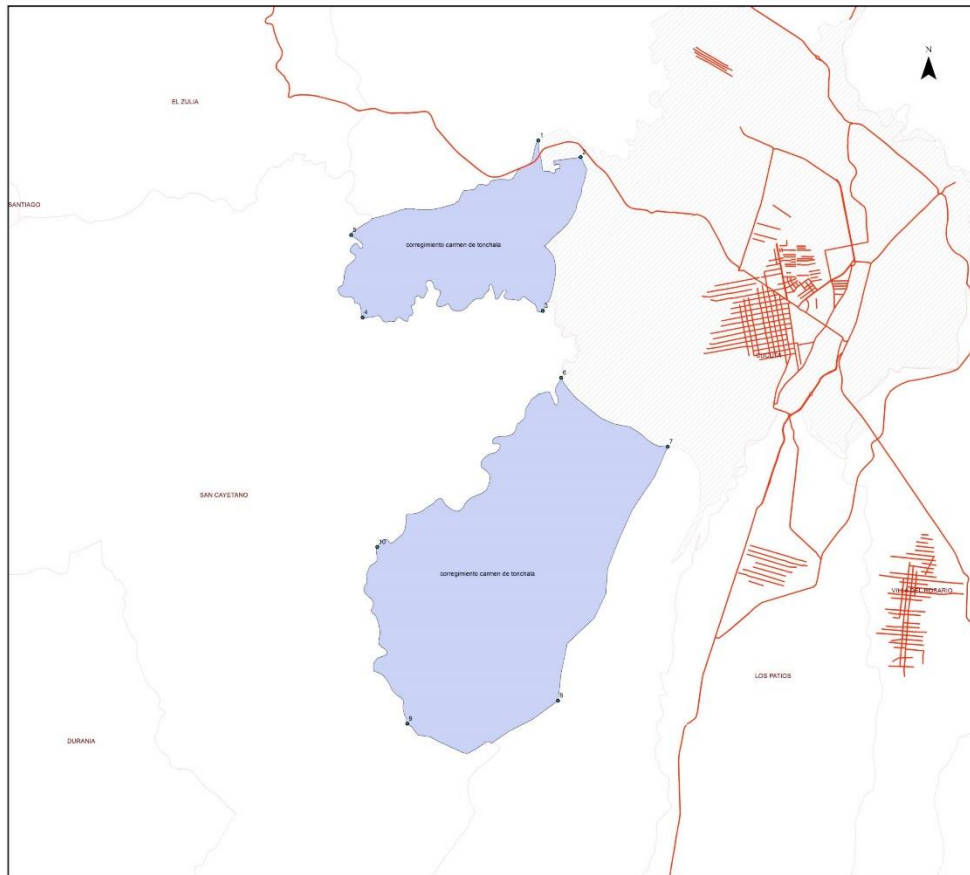 N
EL ZULIA
1
2
SANTIAGO
5
corregimiento carmen de tonchala
3
4
6
7
SAN CAYETANO
10
corregimiento carmen de tonchala
LOS PATIOS
8
9
DURANIA